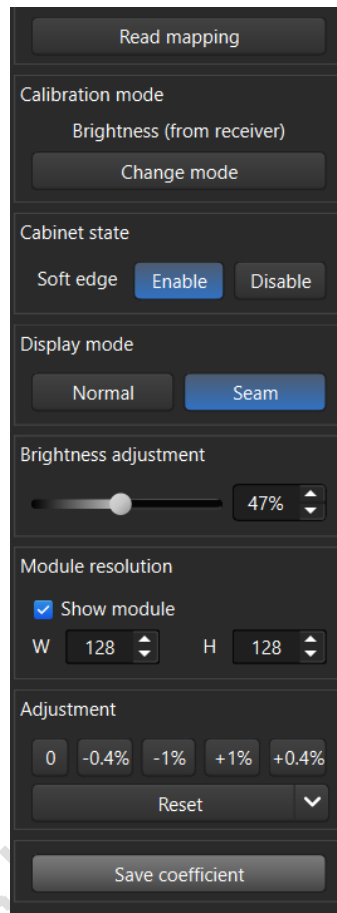 Read mapping
Calibration mode
Brightness (from receiver)
Change mode
Cabinet state
Soft edge Enable Disable
Display mode
Normal Seam
Brightness adjustment
47%
Module resolution
Show module
W 128 H 128
Adjustment
0 -0.4% -1% +1% +0.4%
Reset
Save coefficient